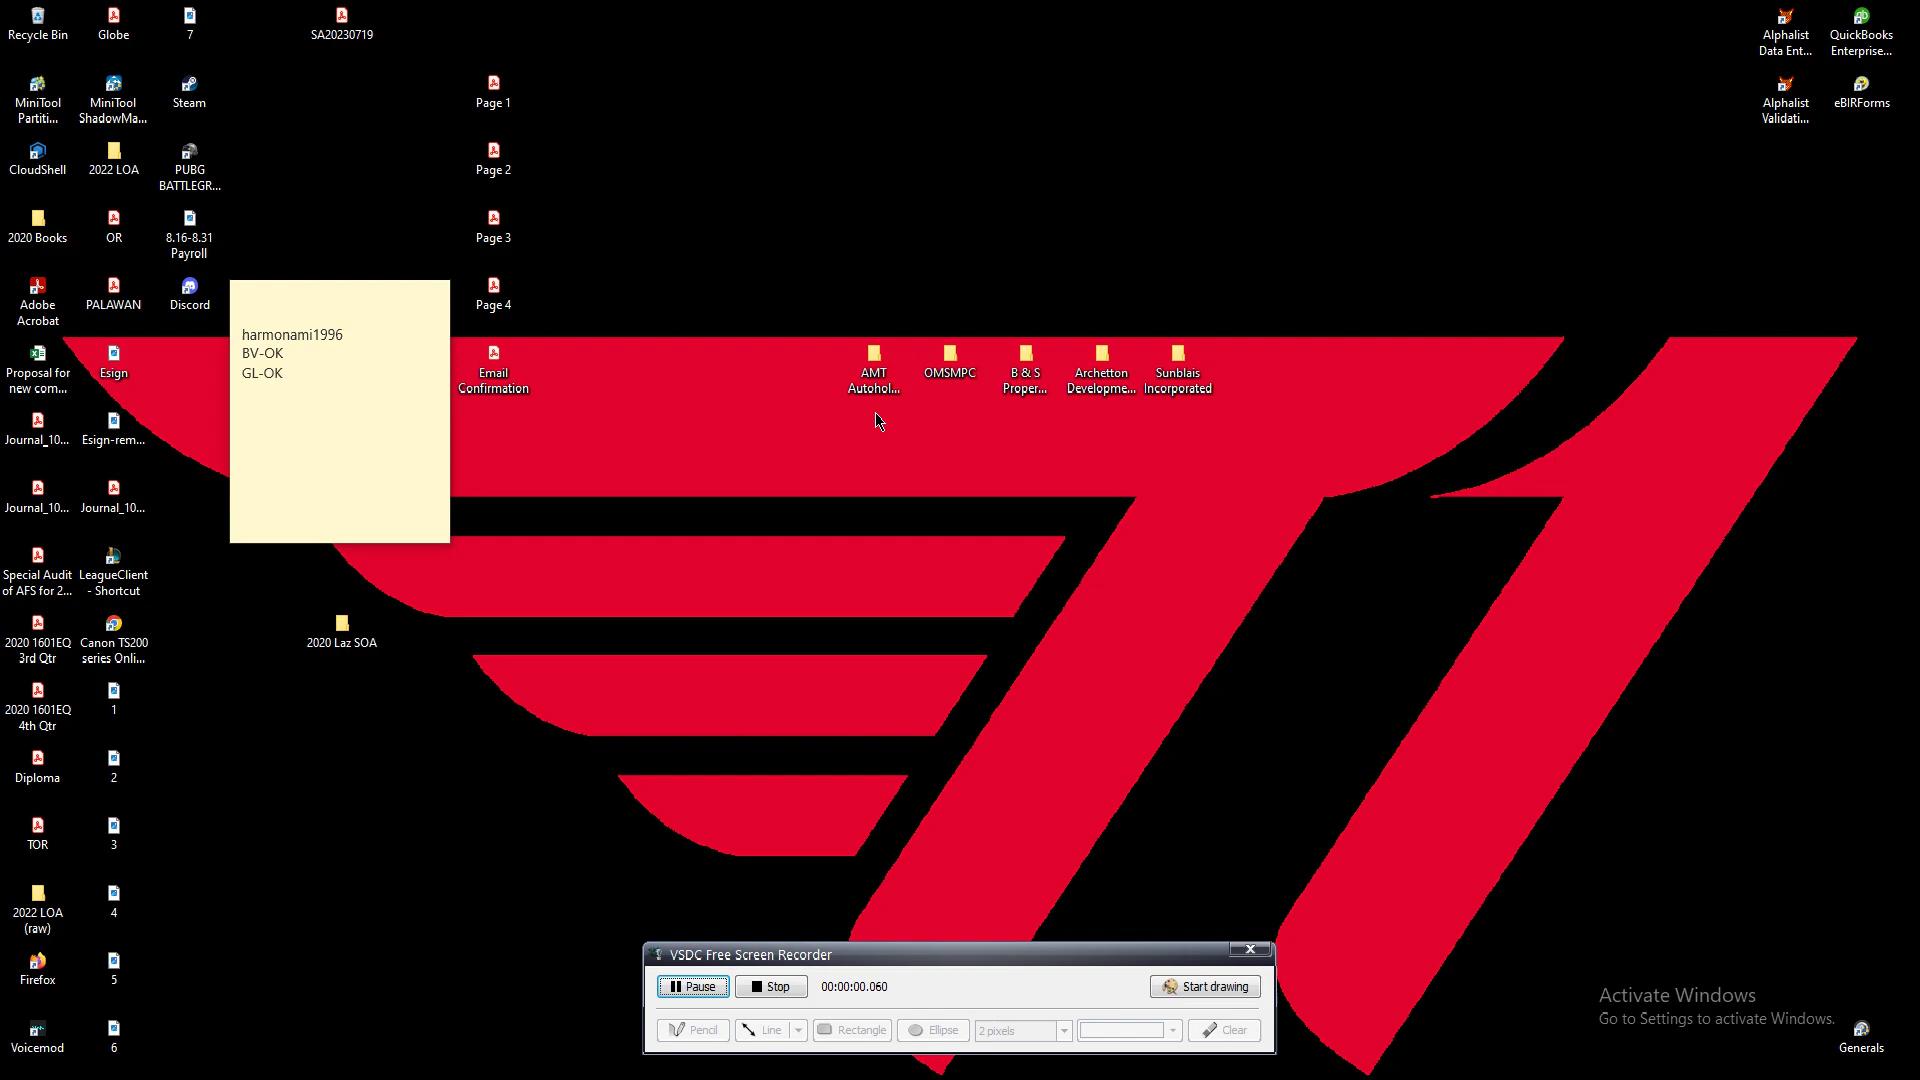 Recycle Bin
Globe
7
SA20230719
Alphalist
Data Ent...
QuickBooks
Enterprise...
MiniTool
Partiti...
MiniTool
ShadowMa...
Steam
Page 1
Alphalist
Validati...
eBIRForms
CloudShell
2022 LOA
PUBG
BATTLEGR...
Page 2
2020 Books
OR
8.16-8.31
Payroll
Page 3
Adobe
Acrobat
PALAWAN
Discord
Page 4
harmonami1996
BV-OK
GL-OK
Proposal for
new com...
Esign
Email
Confirmation
AMT
Autohol...
OMSMPC
B & S
Proper...
Archetton
Developme...
Sunblais
Incorporated
Journal_10...
Esign-rem...
Journal_10...
Journal_10...
Special Audit
of AFS for 2...
LeagueClient
- Shortcut
2020 1601EQ
3rd Qtr
Canon TS200
series Onli...
2020 Laz SOA
2020 1601EQ
4th Qtr
1
Diploma
2
TOR
3
2022 LOA
(raw)
4
Firefox
5
Voicemod
6
VSDC Free Screen Recorder
Pause
Stop
00:00:00.060
Start drawing
Pencil
Line
Rectangle
Ellipse
2 pixels
Clear
Activate Windows
Go to Settings to activate Windows.
Generals